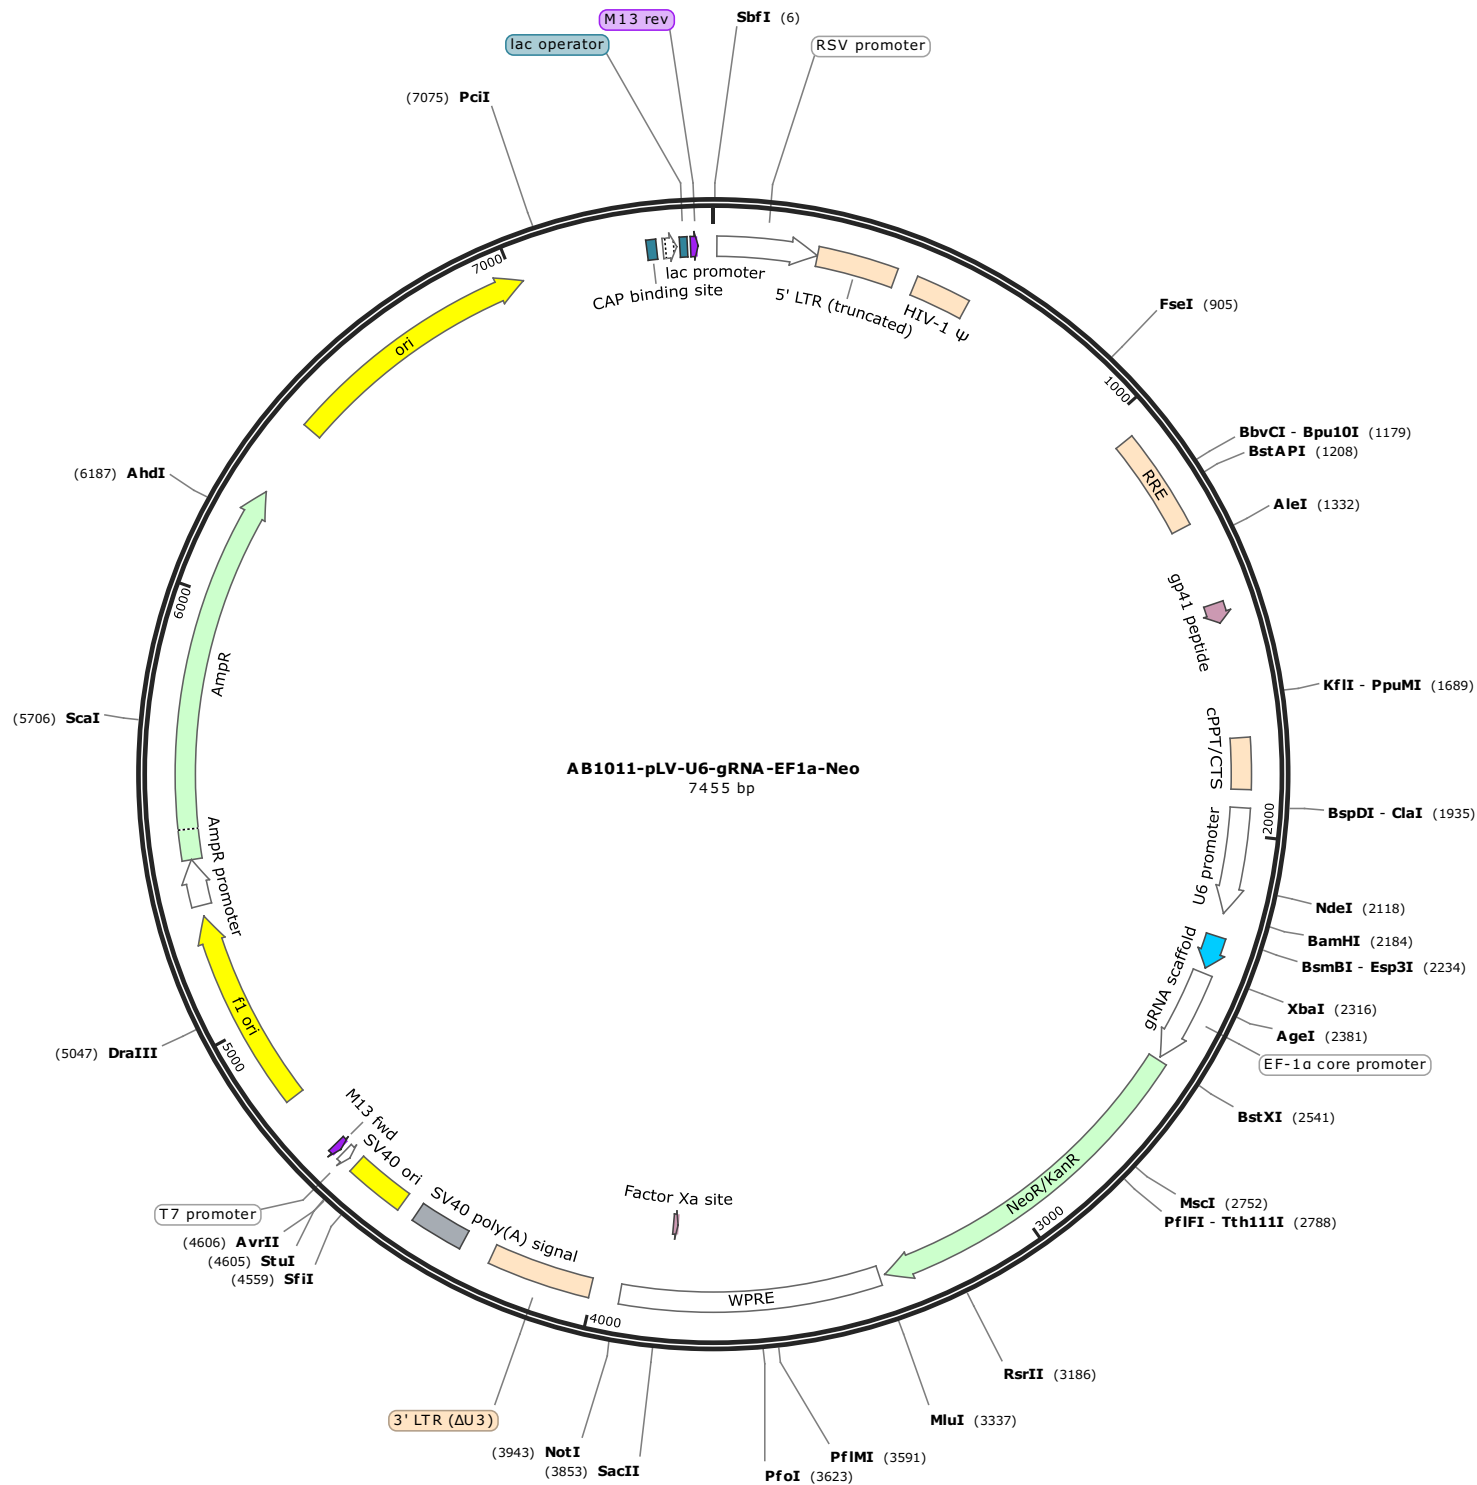 M13 rev
SbfI (6)
lac operator
RSV promoter
(7075) PciI
7000
lac promoter
CAP binding site
5' LTR (truncated)
HIV-1 ψ
ori
FseI (905)
1000
BbvCI - Bpu10I (1179)
BstAPI (1208)
RRE
AleI (1332)
(6187) AhdI
gp41 peptide
6000
AmpR
KflI - PpuMI (1689)
(5706) ScaI
cPPT/CTS
AB1011-pLV-U6-gRNA-EF1a-Neo
7455 bp
BspDI - ClaI (1935)
2000
U6 promoter
AmpR promoter
NdeI (2118)
BamHI (2184)
BsmBI - Esp3I (2234)
gRNA scaffold
XbaI (2316)
AgeI (2381)
f1 ori
EF-1α core promoter
(5047) DraIII
5000
BstXI (2541)
M13 fwd
SV40 ori
NeoR/KanR
Factor Xa site
MscI (2752)
PflFI - Tth111I (2788)
T7 promoter
SV40 poly(A) signal
3000
(4606) AvrII
(4605) StuI
(4559) SfiI
WPRE
4000
RsrII (3186)
3' LTR (ΔU3)
MluI (3337)
(3943) NotI
PflMI (3591)
(3853) SacII
PfoI (3623)